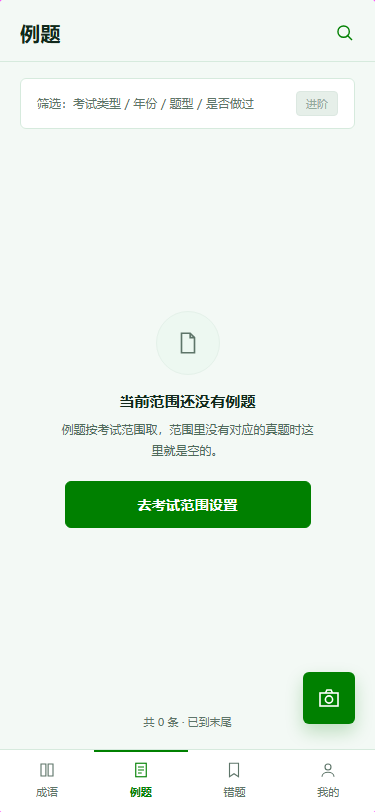 例题
筛选：考试类型 / 年份 / 题型 / 是否做过
进阶
当前范围还没有例题
例题按考试范围取，范围里没有对应的真题时这
里就是空的。
去考试范围设置
共 0 条 · 已到末尾
成语
例题
错题
我的